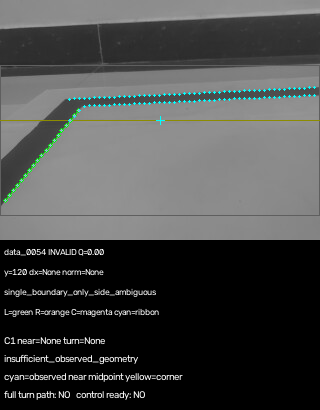 data_0054 INVALID Q=0.00
y=120 dx=None norm=None
single_boundary_only_side_ambiguous
L=green R=orange C=magenta cyan=ribbon
C1 near=None turn=None
insufficient_observed_geometry
cyan=observed near midpoint yellow=corner
full turn path: NO control ready: NO